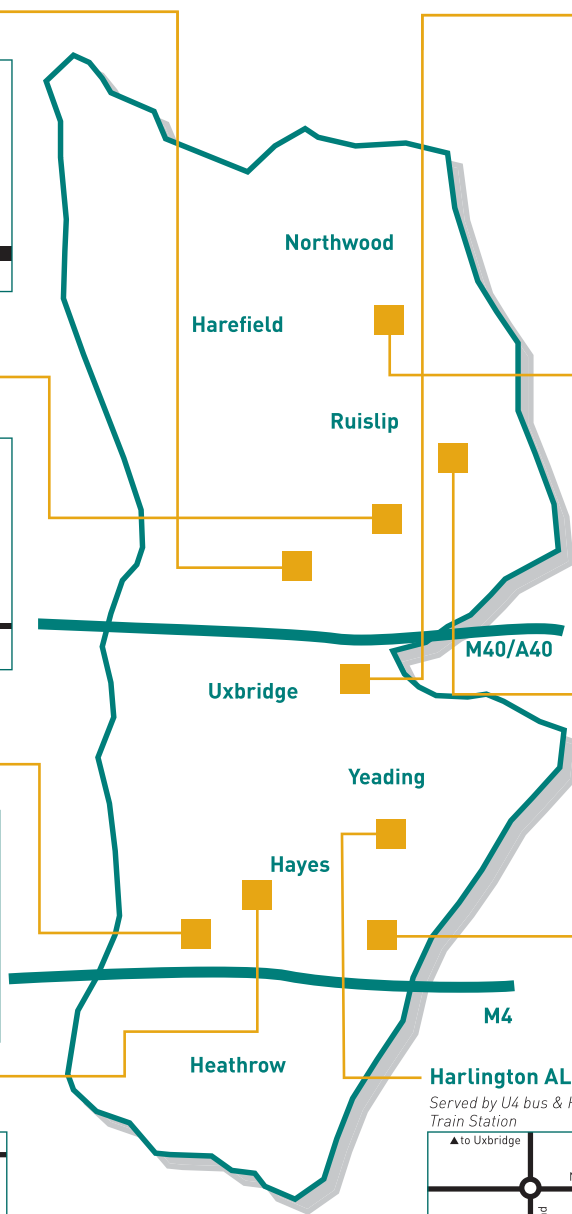 Northwood
Harefield
Ruislip
M40/A40
Uxbridge
Yeading
Hayes
M4
Heathrow
Harlington AL
Served by U4 bus &
Train Station
▲to Uxbridge